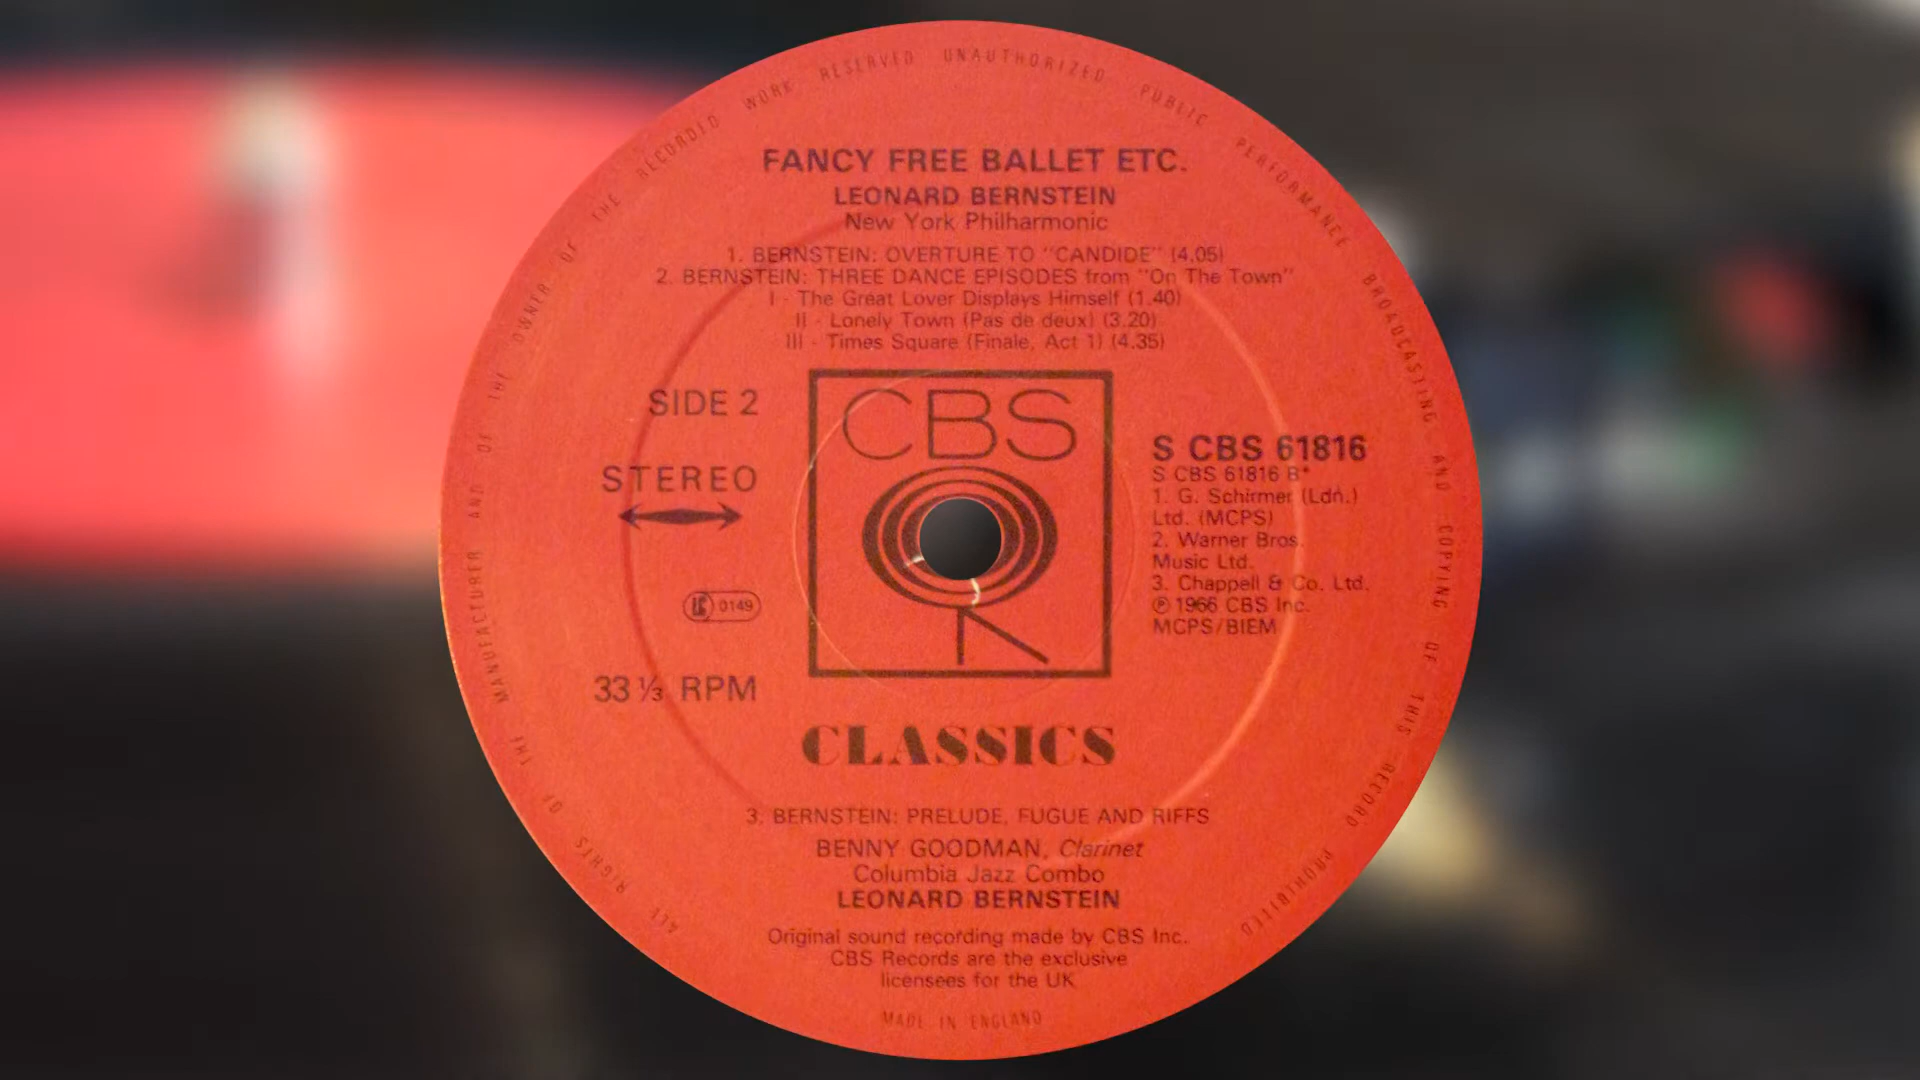 ALL RIGHTS OF THE MANUFACTURER AND OF THE OWNER OF THE RECORDED WORK RESERVED UNAUTHORIZED PUBLIC PERFORMANCE BROADCASTING AND COPYING OF THIS RECORD PROHIBITED
FANCY FREE BALLET ETC.
LEONARD BERNSTEIN
New York Philharmonic
1. BERNSTEIN: OVERTURE TO "CANDIDE" (4.05)
2. BERNSTEIN: THREE DANCE EPISODES from "On The Town"
I - The Great Lover Displays Himself (1.40)
II - Lonely Town (Pas de deux) (3.20)
III - Times Square (Finale, Act 1) (4.35)
SIDE 2
STEREO
LC 0149
33 ⅓ RPM
CBS
CLASSICS
S CBS 61816
S CBS 61816 B*
1. G. Schirmer (Ldn.)
Ltd. (MCPS)
2. Warner Bros.
Music Ltd.
3. Chappell & Co. Ltd.
℗ 1966 CBS Inc.
MCPS/BIEM
3. BERNSTEIN: PRELUDE, FUGUE AND RIFFS
BENNY GOODMAN, Clarinet
Columbia Jazz Combo
LEONARD BERNSTEIN
Original sound recording made by CBS Inc.
CBS Records are the exclusive
licensees for the UK
MADE IN ENGLAND